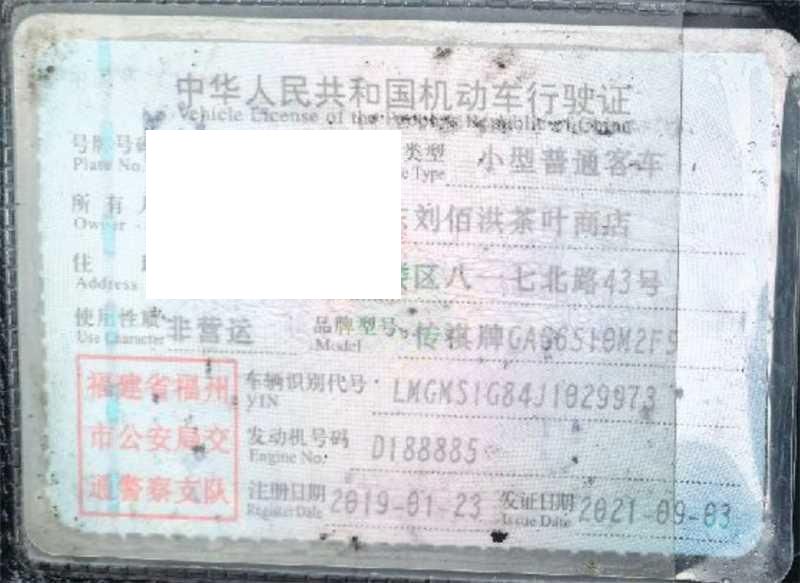 中华人民共和国机动车行驶证
Vehicle License of the People's Republic of China
号牌号码 类型 小型普通客车
Plate No. Type
所有 刘佰洪茶叶商店
Owner
住 区八一七北路43号
Address
使用性质 非营运 品牌型号 传祺牌GAC6510M2F5
Use Character Model
福建省福州 车辆识别代号 LMGMS1G84J1029973
VIN
市公安局交 发动机号码 D188885
Engine No.
通警察支队 注册日期 2019-01-23 发证日期 2021-09-03
Register Date Issue Date